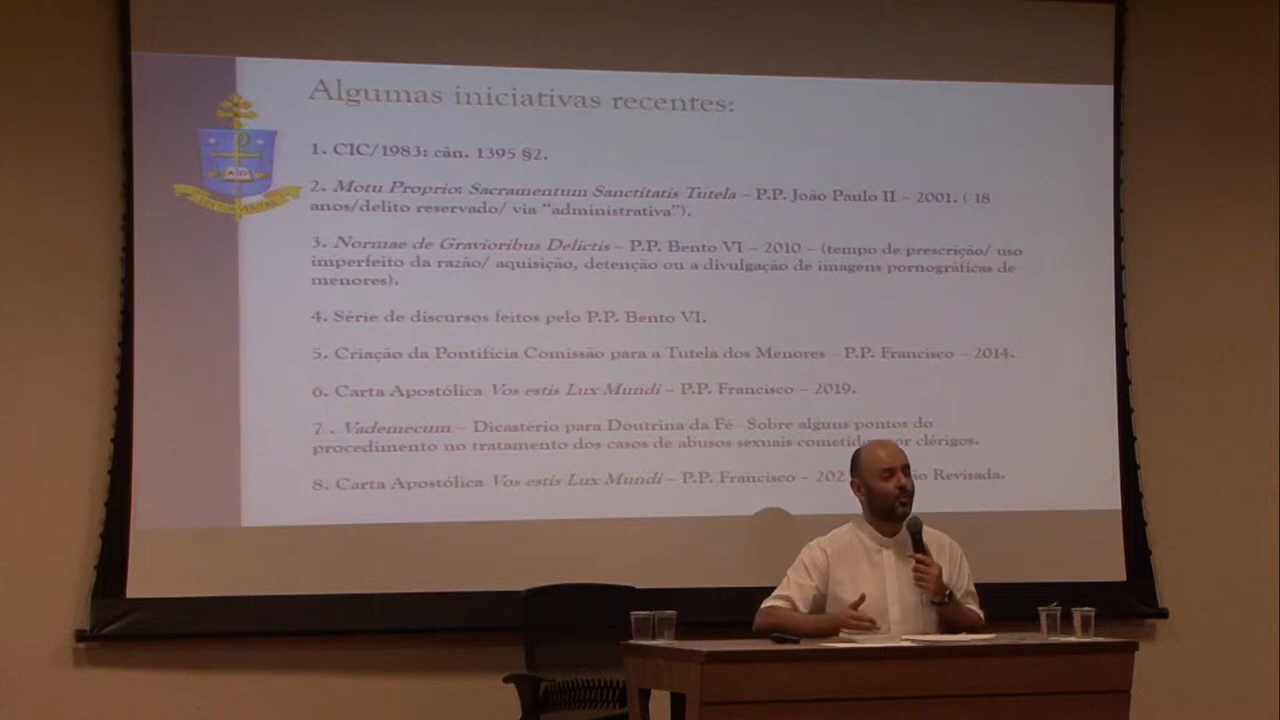 Algumas iniciativas recentes:
1. CIC/1983: cân. 1395 §2.
2. Motu Proprio: Sacramentum Sanctitatis Tutela – P.P. João Paulo II – 2001. ( 18
anos/delito reservado/ via “administrativa”).
3. Normae de Gravioribus Delictis – P.P. Bento VI – 2010 – (tempo de prescrição/ uso
imperfeito da razão/ aquisição, detenção ou a divulgação de imagens pornográficas de
menores).
4. Série de discursos feitos pelo P.P. Bento VI.
5. Criação da Pontifícia Comissão para a Tutela dos Menores - P.P. Francisco – 2014.
6. Carta Apostólica Vos estis Lux Mundi – P.P. Francisco – 2019.
7 . Vademecum – Dicastério para Doutrina da Fé - Sobre alguns pontos do
procedimento no tratamento dos casos de abusos sexuais clérigos.
8. Carta Apostólica Vos estis Lux Mundi – P.P. Francisco – Revisada.